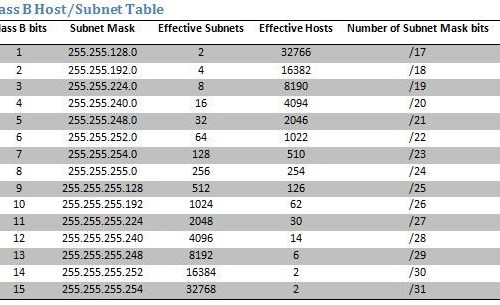 ass B Host/Subnet Table
lass B bits Subnet Mask Effective Subnets Effective Hosts Number of Subnet Mask bits
1 255.255.128.0 2 32766 /17
2 255.255.192.0 4 16382 /18
3 255.255.224.0 8 8190 /19
4 255.255.240.0 16 4094 /20
5 255.255.248.0 32 2046 /21
6 255.255.252.0 64 1022 /22
7 255.255.254.0 128 510 /23
8 255.255.255.0 256 254 /24
9 255.255.255.128 512 126 /25
10 255.255.255.192 1024 62 /26
11 255.255.255.224 2048 30 /27
12 255.255.255.240 4096 14 /28
13 255.255.255.248 8192 6 /29
14 255.255.255.252 16384 2 /30
15 255.255.255.254 32768 2 /31